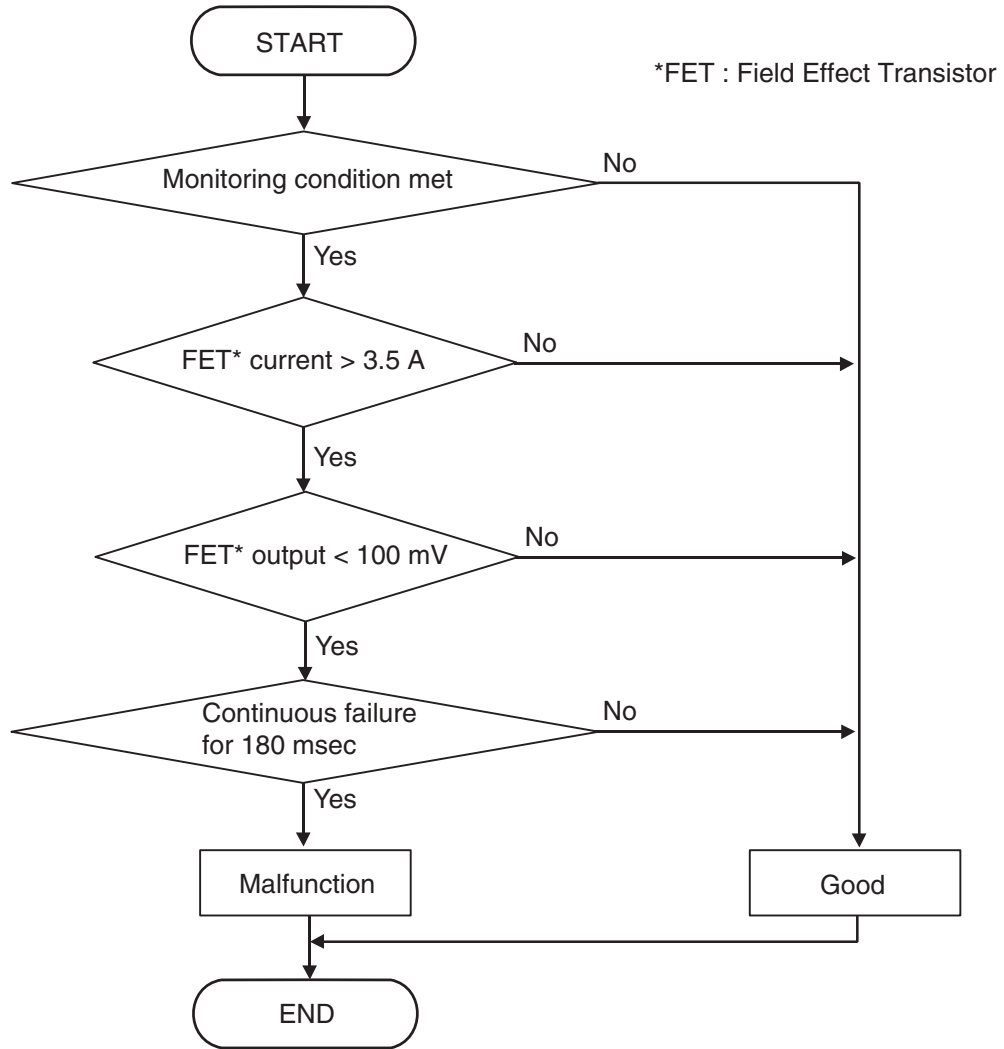 START
*FET : Field Effect Transistor
Monitoring condition met
No
Yes
FET* current > 3.5 A
No
Yes
FET* output < 100 mV
No
Yes
Continuous failure
for 180 msec
No
Yes
Malfunction
Good
END